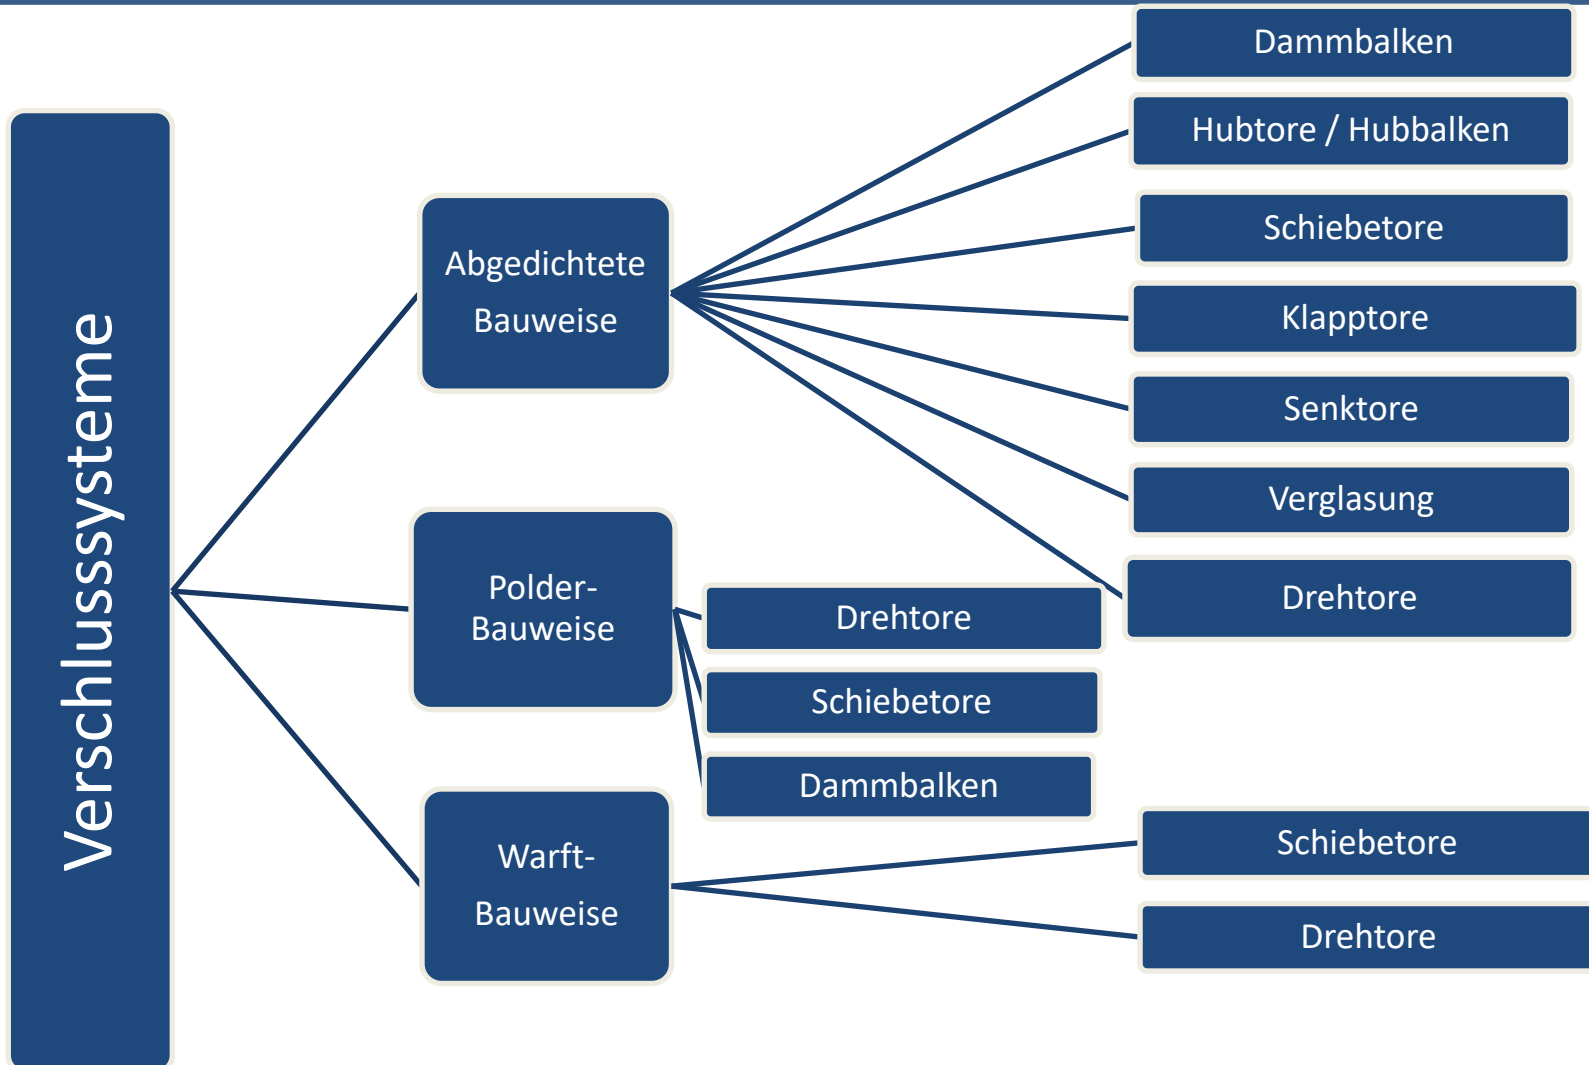 Verschlusssysteme
Abgedichtete
Bauweise
Dammbalken
Hubtore / Hubbalken
Schiebetore
Klapptore
Senktore
Verglasung
Drehtore
Polder-
Bauweise
Drehtore
Schiebetore
Dammbalken
Warft-
Bauweise
Schiebetore
Drehtore